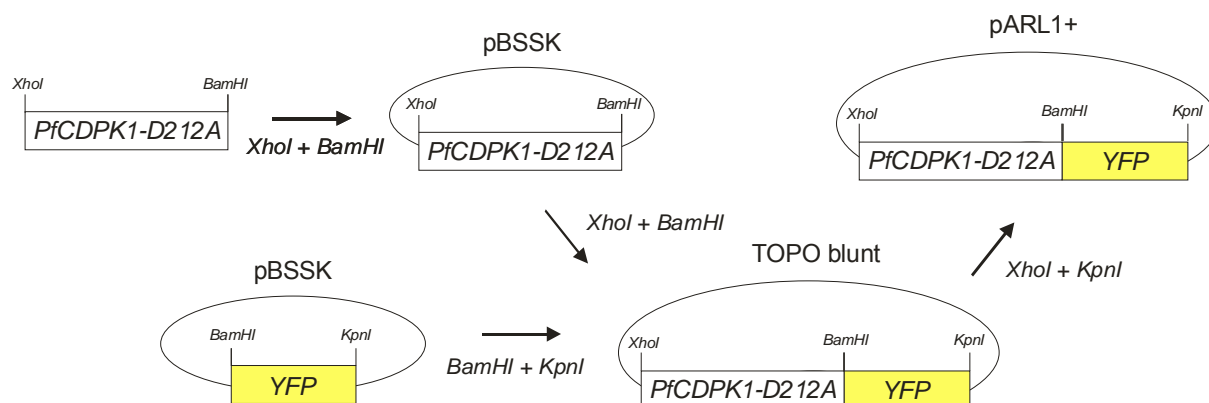 XhoI
BamHI
PfCDPK1-D212A
XhoI + BamHI
pBSSK
XhoI
BamHI
PfCDPK1-D212A
XhoI + BamHI
pBSSK
BamHI
KpnI
YFP
BamHI + KpnI
TOPO blunt
XhoI
BamHI
KpnI
PfCDPK1-D212A
YFP
XhoI + KpnI
pARL1+
XhoI
BamHI
KpnI
PfCDPK1-D212A
YFP